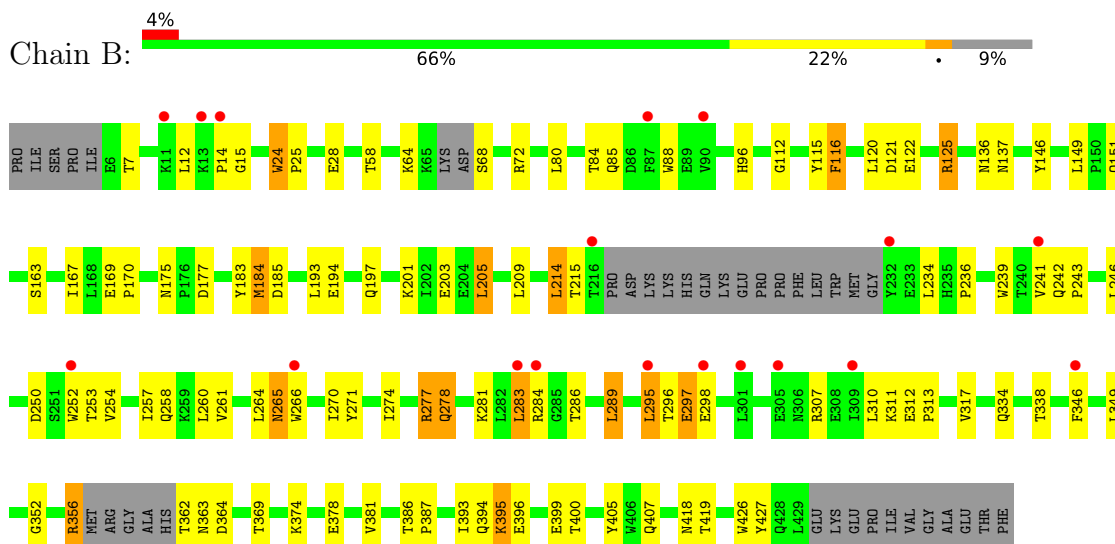 4%
Chain B:
66% 22% • 9%
PRO ILE SER PRO ILE E6 T7 K11 L12 K13 P14 G15 W24 P25 E28 T58 K64 K65 LYS ASP S68 R72 L80 T84 Q85 D86 F87 W88 E89 V90 H96 G112 Y115 F116 L120 D121 E122 R125 N136 N137 Y146 L149 P150 Q151
S163 I167 L168 E169 P170 N175 P176 D177 Y183 M184 D185 L193 E194 Q197 K201 I202 E203 E204 L205 L209 L214 T215 T216 PRO ASP LYS LYS HIS GLN LYS GLU PRO PRO PHE LEU TRP MET GLY Y232 E233 L234 H235 P236 W239 T240 V241 Q242 P243 L246
D250 S251 W252 T253 V254 I257 Q258 K259 L260 V261 L264 N265 W266 I270 Y271 I274 R277 Q278 K281 L282 L283 R284 G285 T286 L289 L295 T296 E297 E298 L301 E305 N306 R307 E308 I309 L310 K311 E312 P313 V317 Q334 T338 F346
G352 R356 MET ARG GLY ALA HIS T362 N363 D364 T369 K374 E378 V381 T386 P387 I393 Q394 K395 E396 E399 T400 Y405 W406 Q407 N418 T419 W426 Y427 Q428 L429 GLU LYS GLU PRO ILE VAL GLY ALA GLU THR PHE